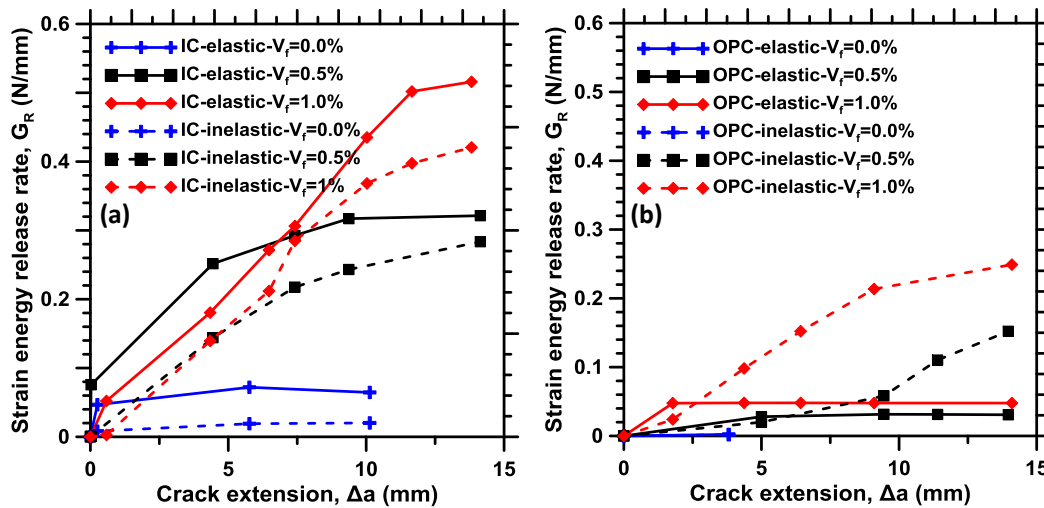 Strain energy release rate, G_R (N/mm)
0.6
0.4
0.2
0
IC-elastic-V_f=0.0%
IC-elastic-V_f=0.5%
IC-elastic-V_f=1.0%
IC-inelastic-V_f=0.0%
IC-inelastic-V_f=0.5%
IC-inelastic-V_f=1%
(a)
0 5 10 15
Crack extension, Δa (mm)
Strain energy release rate, G_R (N/mm)
0.6
0.5
0.4
0.3
0.2
0.1
0
OPC-elastic-V_f=0.0%
OPC-elastic-V_f=0.5%
OPC-elastic-V_f=1.0%
OPC-inelastic-V_f=0.0%
OPC-inelastic-V_f=0.5%
OPC-inelastic-V_f=1.0%
(b)
0 5 10 15
Crack extension, Δa (mm)